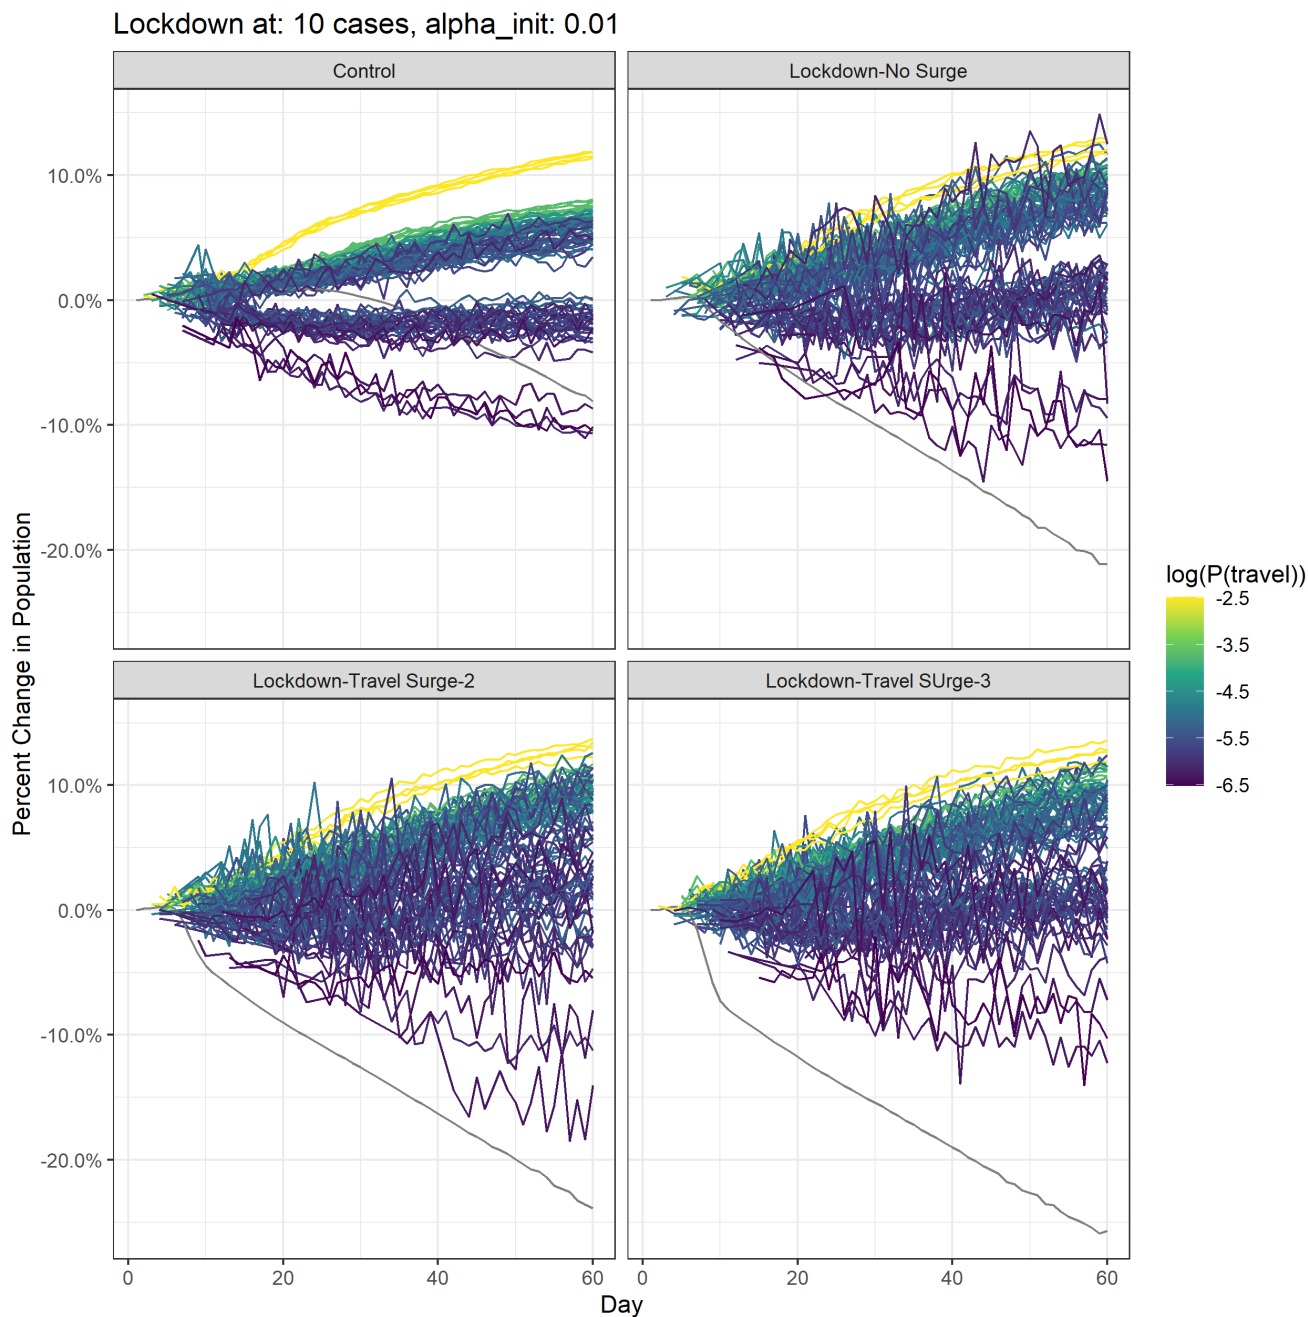 Lockdown at: 10 cases, alpha_init: 0.01
Control
Lockdown-No Surge
10.0%
0.0%
-10.0%
-20.0%
Lockdown-Travel Surge-2
Lockdown-Travel SUrge-3
10.0%
0.0%
-10.0%
-20.0%
0
20
40
60
0
20
40
60
Day
Percent Change in Population
log(P(travel))
-2.5
-3.5
-4.5
-5.5
-6.5